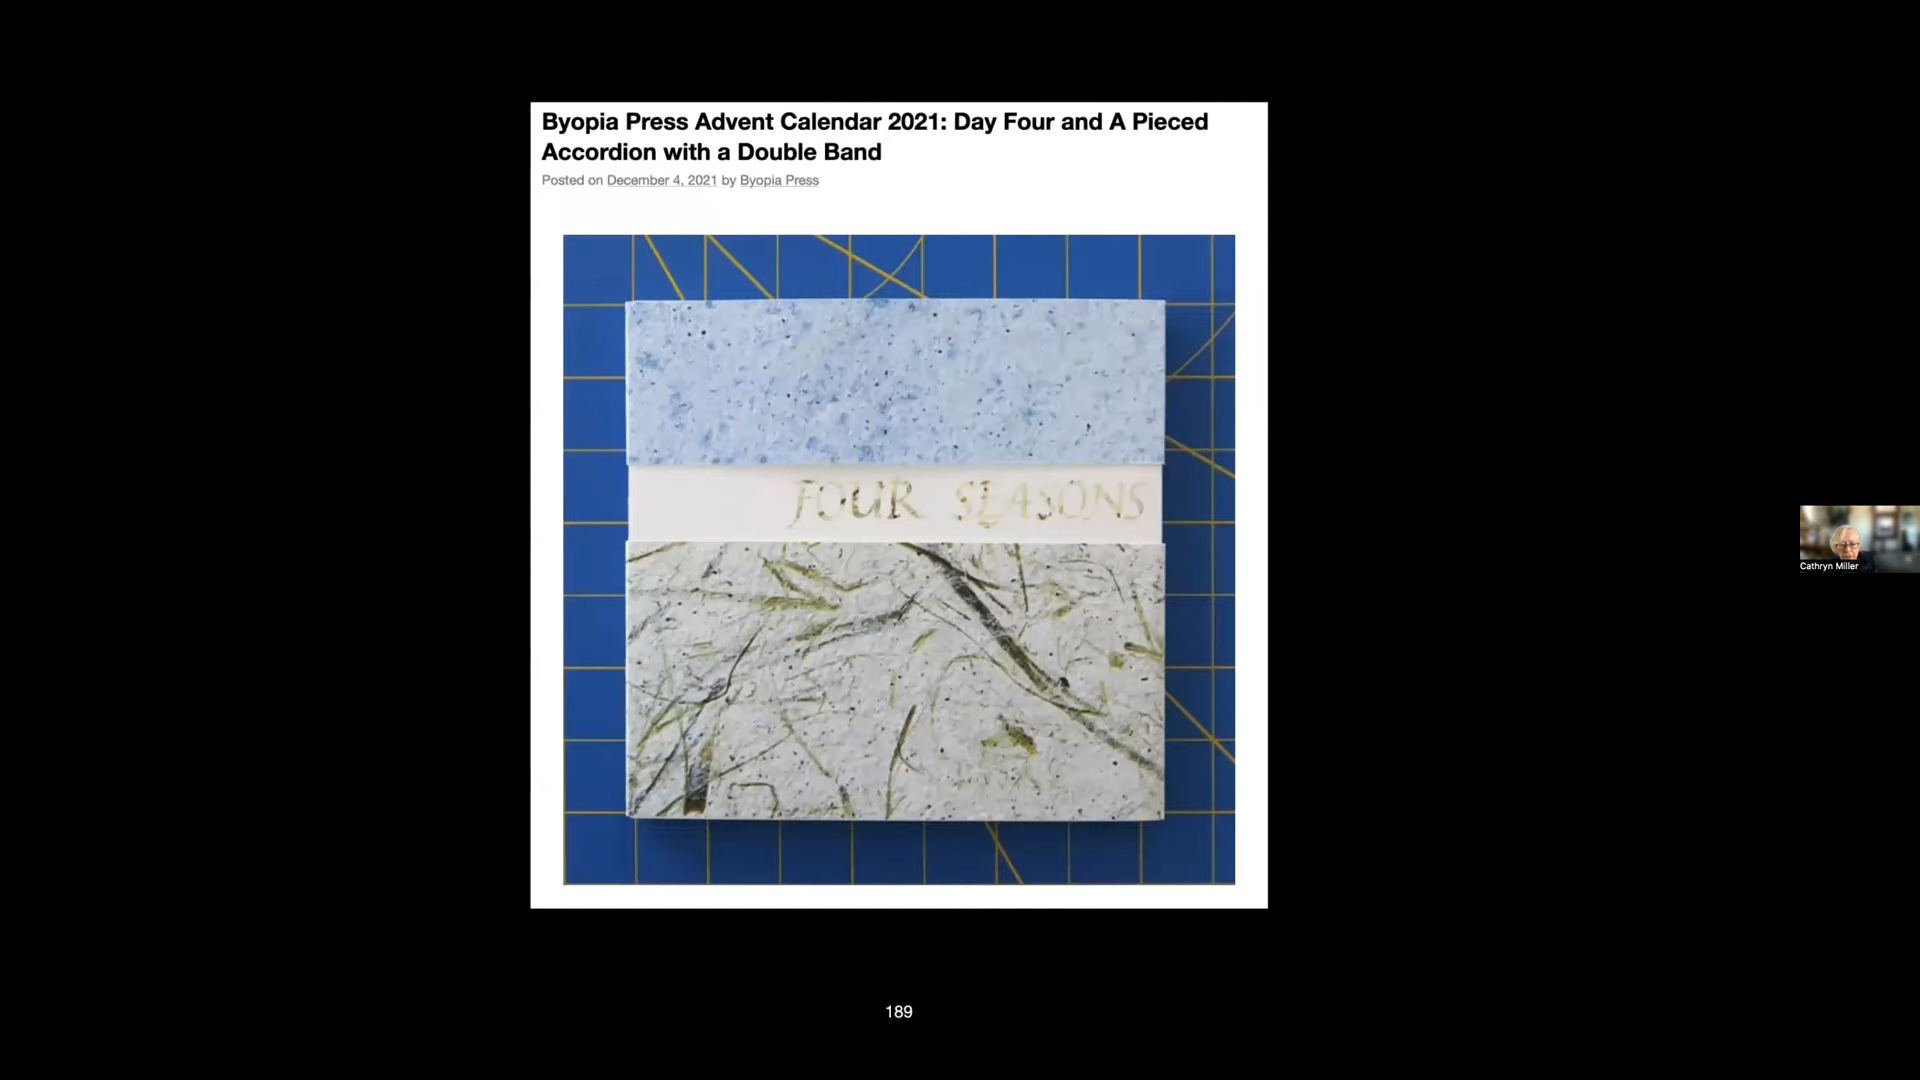 Byopia Press Advent Calendar 2021: Day Four and A Pieced
Accordion with a Double Band
Posted on December 4, 2021 by Byopia Press
FOUR SEASONS
Cathryn Miller
189